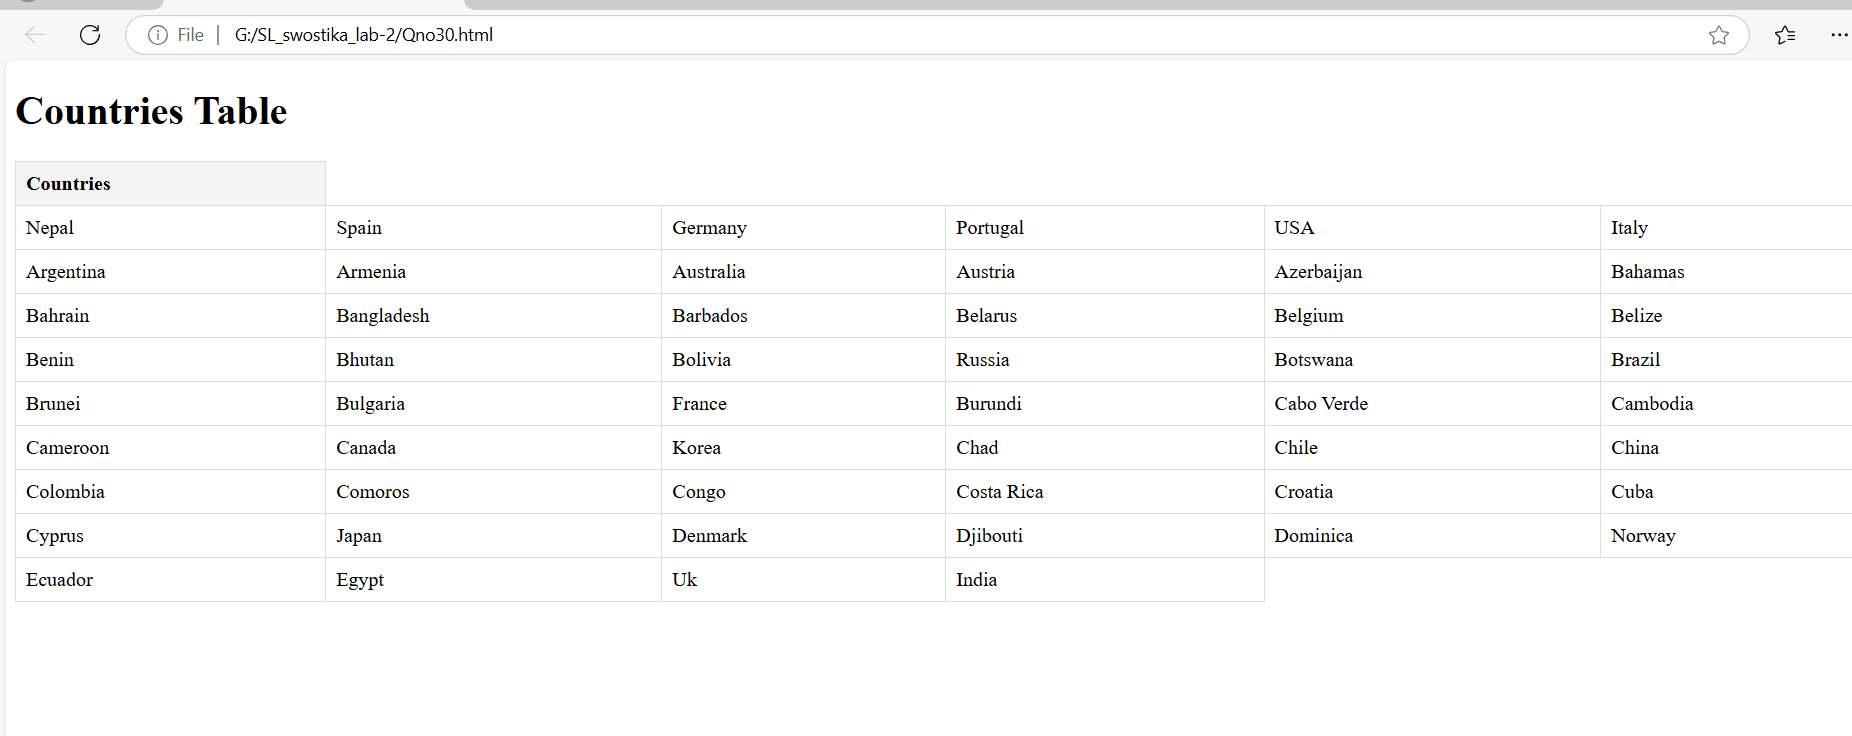 File G:/SL_swostika_lab-2/Qno30.html
Countries Table
Countries
Nepal Spain Germany Portugal USA Italy
Argentina Armenia Australia Austria Azerbaijan Bahamas
Bahrain Bangladesh Barbados Belarus Belgium Belize
Benin Bhutan Bolivia Russia Botswana Brazil
Brunei Bulgaria France Burundi Cabo Verde Cambodia
Cameroon Canada Korea Chad Chile China
Colombia Comoros Congo Costa Rica Croatia Cuba
Cyprus Japan Denmark Djibouti Dominica Norway
Ecuador Egypt Uk India